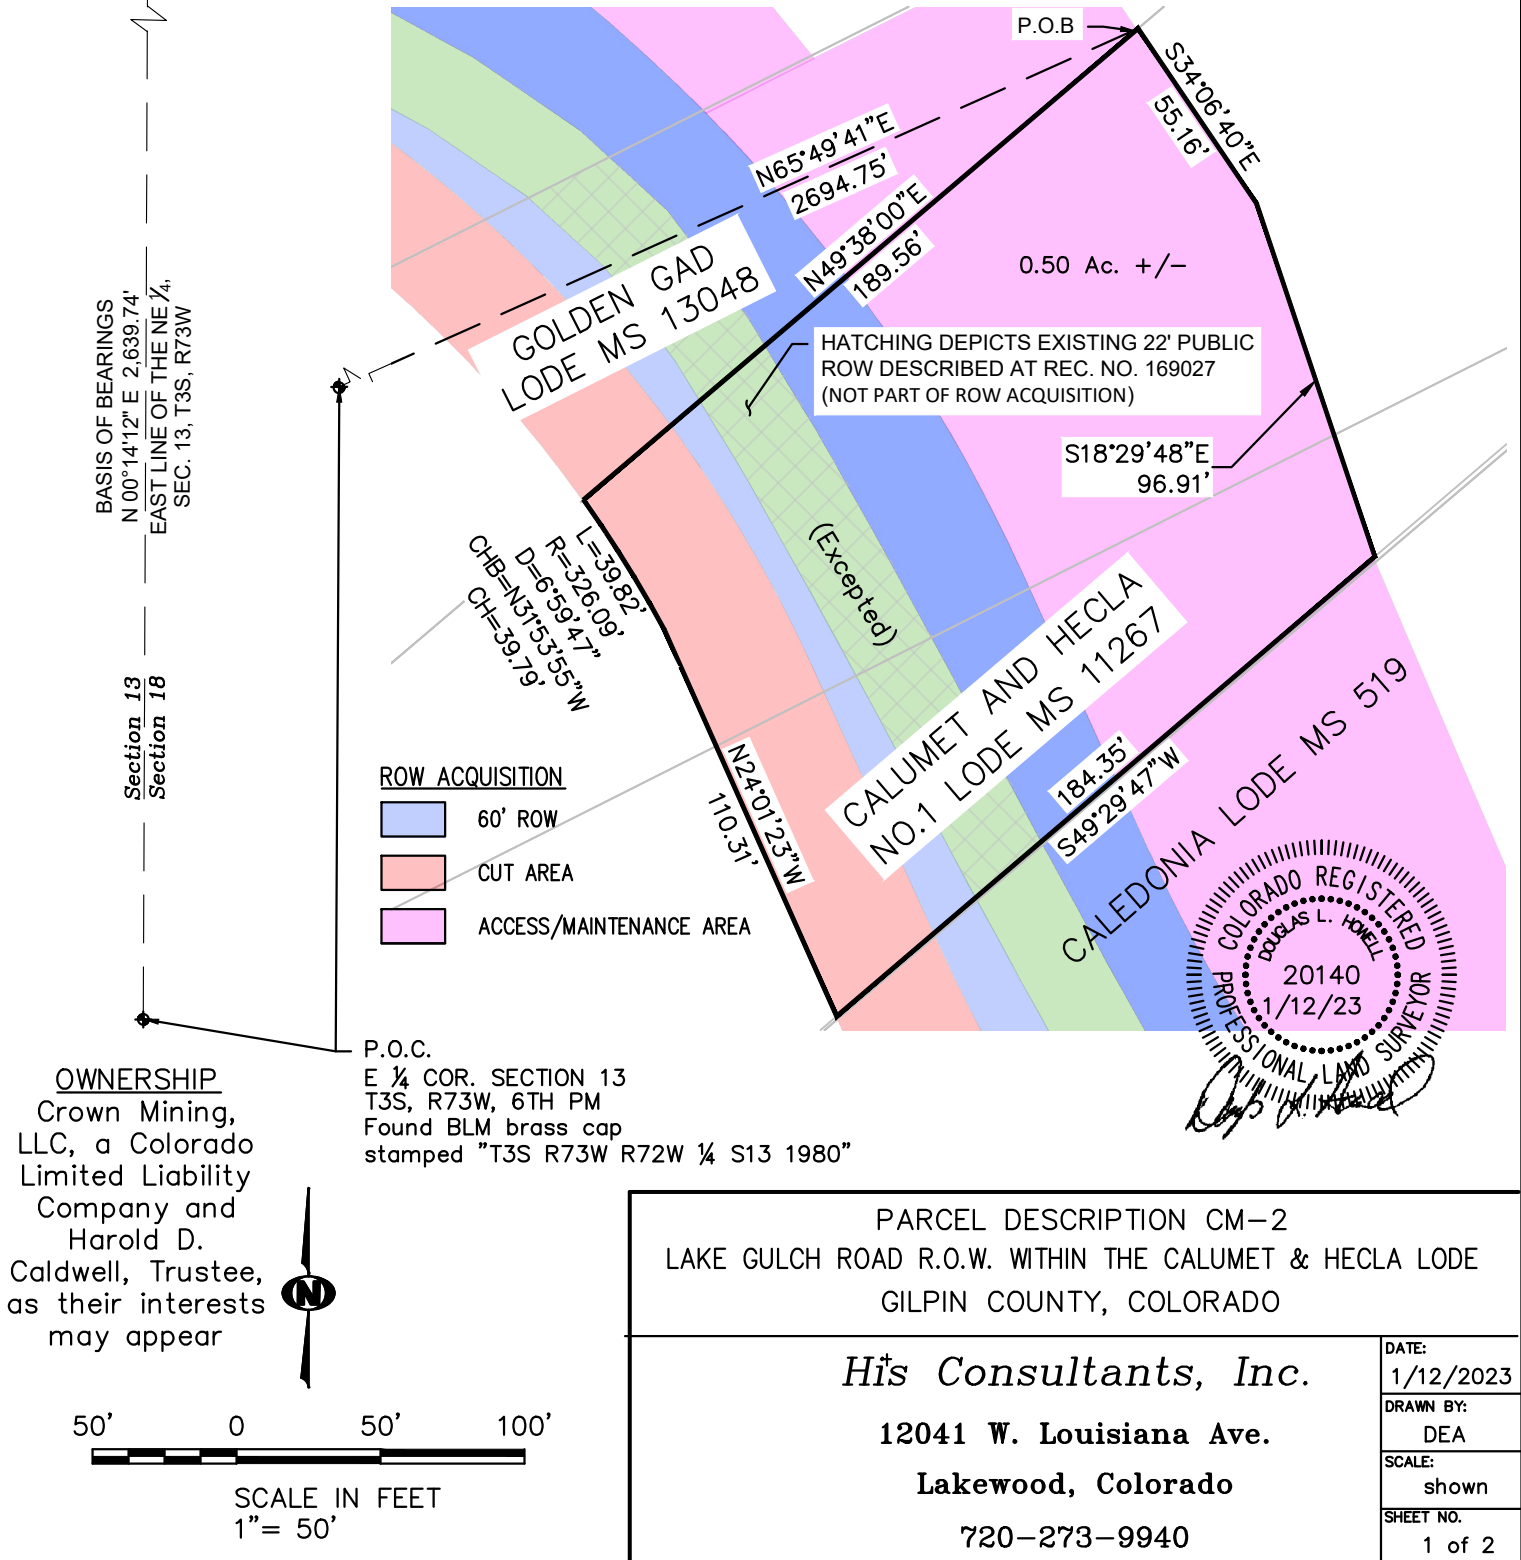 P.O.B
S34°06'40"E
55.16'
N65°49'41"E
2694.75'
N49°38'00"E
189.56'
0.50 Ac. +/-
GOLDEN GAD
LODE MS 13048
HATCHING DEPICTS EXISTING 22' PUBLIC
ROW DESCRIBED AT REC. NO. 169027
(NOT PART OF ROW ACQUISITION)
S18°29'48"E
96.91'
BASIS OF BEARINGS
N 00°14'12" E 2,639.74'
EAST LINE OF THE NE ¼,
SEC. 13, T3S, R73W
Section 13
Section 18
L=39.82'
R=326.09'
D=6°59'47"
CHB=N31°53'55"W
CH=39.79'
(Excepted)
CALUMET AND HECLA
NO.1 LODE MS 11267
N24°01'23"W
110.31'
184.35'
S49°29'47"W
CALEDONIA LODE MS 519
ROW ACQUISITION
60' ROW
CUT AREA
ACCESS/MAINTENANCE AREA
COLORADO REGISTERED
DOUGLAS L. HOWELL
20140
1/12/23
PROFESSIONAL LAND SURVEYOR
P.O.C.
E ¼ COR. SECTION 13
T3S, R73W, 6TH PM
Found BLM brass cap
stamped "T3S R73W R72W ¼ S13 1980"
OWNERSHIP
Crown Mining,
LLC, a Colorado
Limited Liability
Company and
Harold D.
Caldwell, Trustee,
as their interests
may appear
N
50' 0 50' 100'
SCALE IN FEET
1"= 50'
PARCEL DESCRIPTION CM-2
LAKE GULCH ROAD R.O.W. WITHIN THE CALUMET & HECLA LODE
GILPIN COUNTY, COLORADO
His Consultants, Inc.
12041 W. Louisiana Ave.
Lakewood, Colorado
720-273-9940
DATE:
1/12/2023
DRAWN BY:
DEA
SCALE:
shown
SHEET NO.
1 of 2